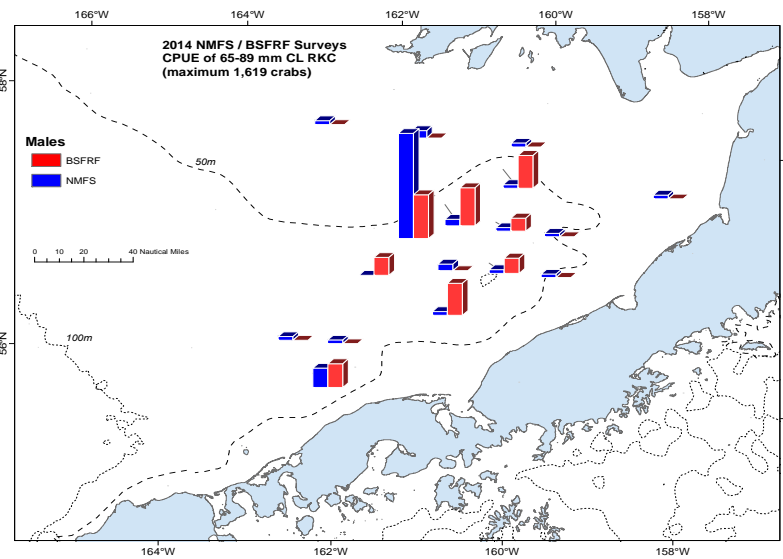 166°W 164°W 162°W 160°W 158°W
2014 NMFS / BSFRF Surveys
CPUE of 65-89 mm CL RKC
(maximum 1,619 crabs)
58°N
Males
BSFRF
NMFS
50m
0 10 20 40 Nautical Miles
100m
56°N
164°W 162°W 160°W 158°W